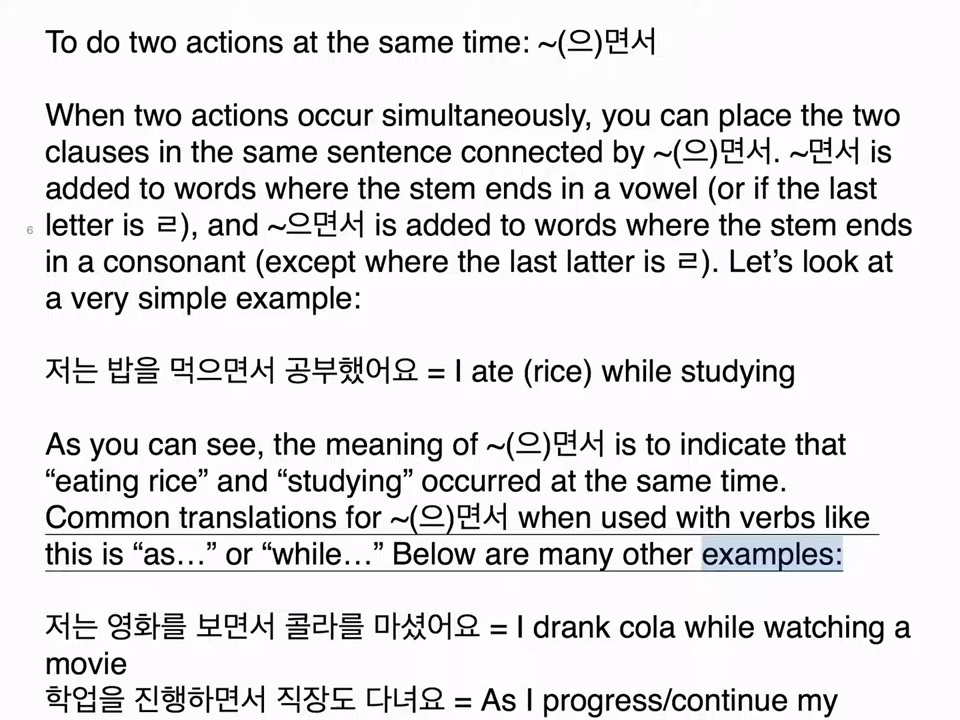 To do two actions at the same time: ~(으)면서
When two actions occur simultaneously, you can place the two
clauses in the same sentence connected by ~(으)면서. ~면서 is
added to words where the stem ends in a vowel (or if the last
6 letter is ㄹ), and ~으면서 is added to words where the stem ends
in a consonant (except where the last latter is ㄹ). Let’s look at
a very simple example:
저는 밥을 먹으면서 공부했어요 = I ate (rice) while studying
As you can see, the meaning of ~(으)면서 is to indicate that
“eating rice” and “studying” occurred at the same time.
Common translations for ~(으)면서 when used with verbs like
this is “as…” or “while…” Below are many other examples:
저는 영화를 보면서 콜라를 마셨어요 = I drank cola while watching a
movie
학업을 진행하면서 직장도 다녀요 = As I progress/continue my